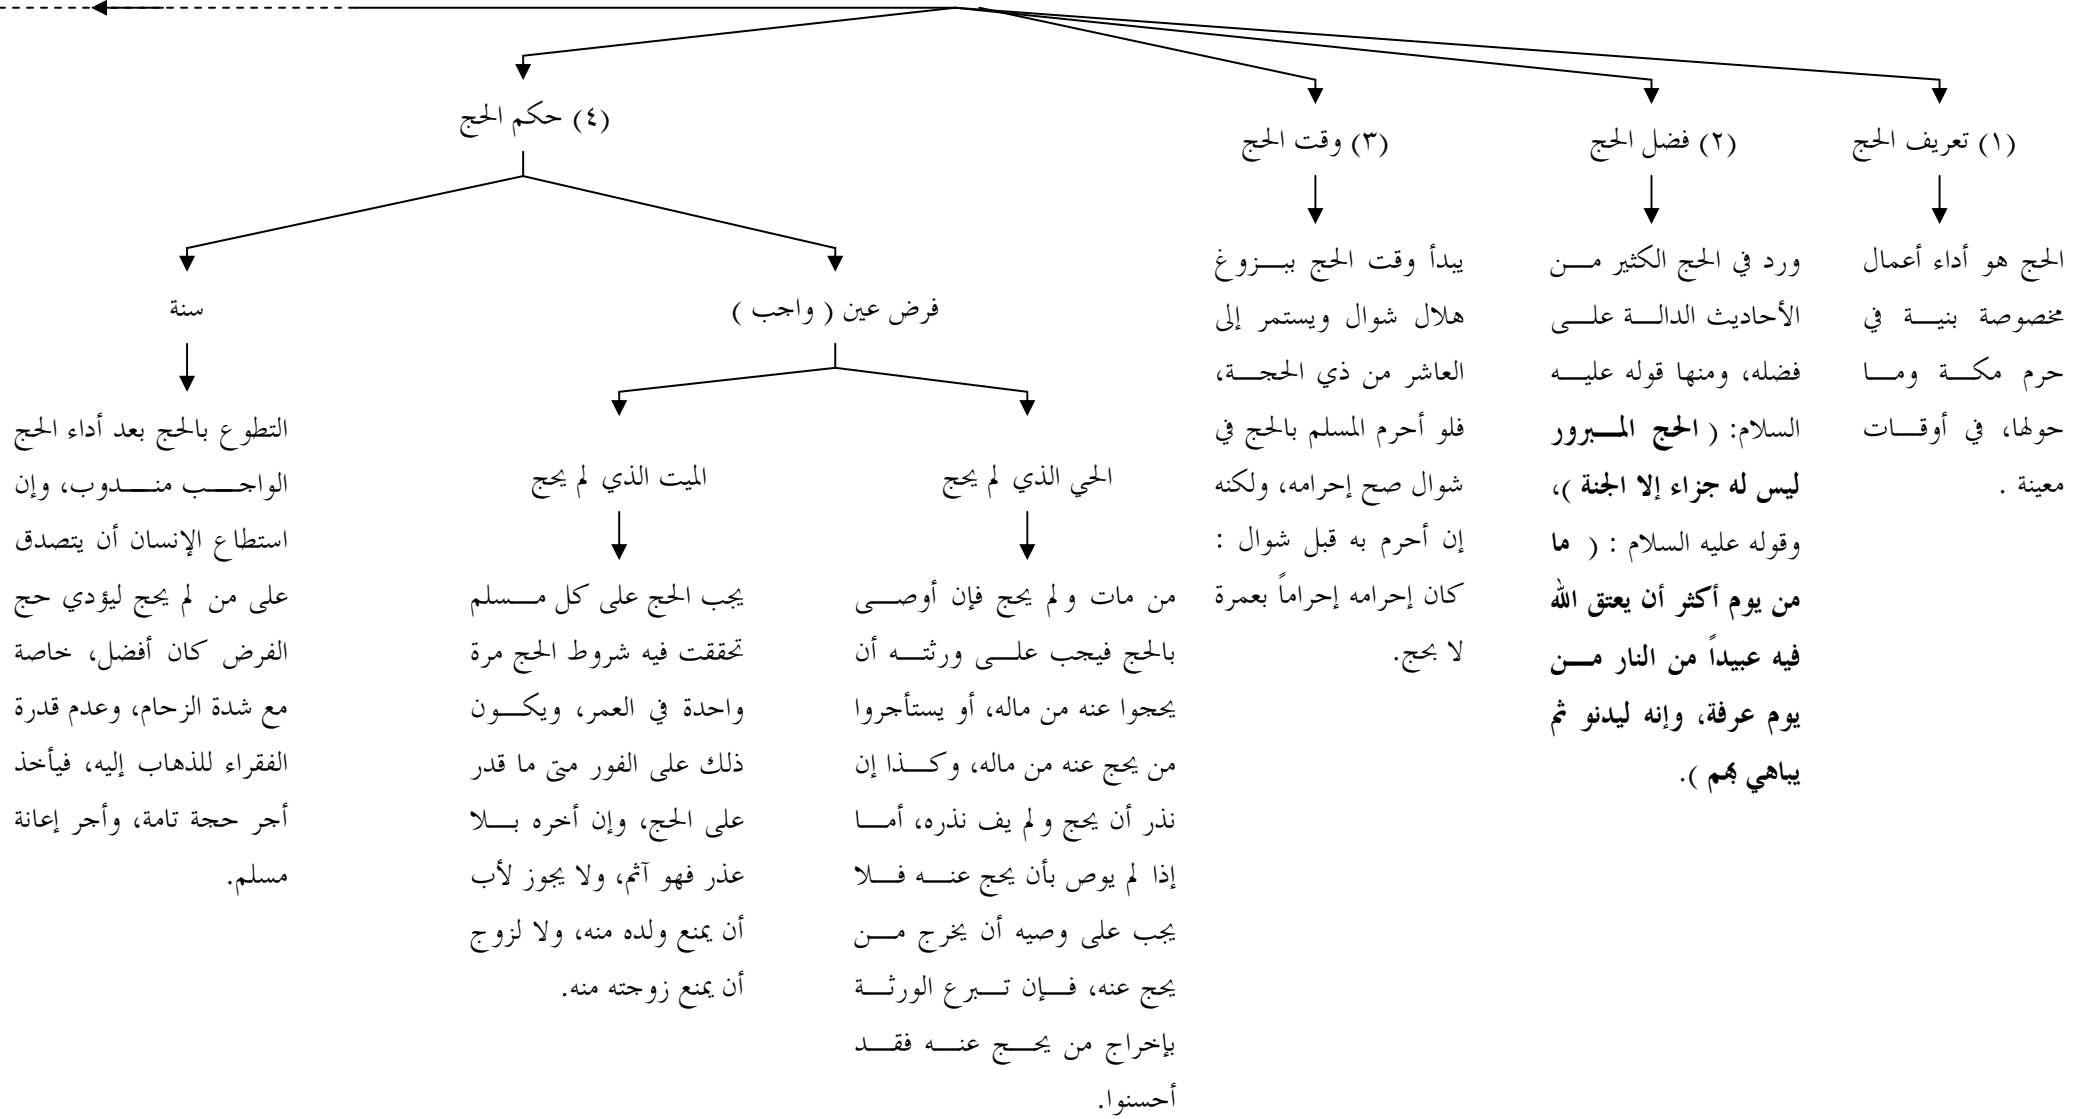 (١) تعريف الحج
الحج هو أداء أعمال
مخصوصة بنية في
حرم مكة وما
حولها، في أوقات
معينة .
(٢) فضل الحج
ورد في الحج الكثير من
الأحاديث الدالة على
فضله، ومنها قوله عليه
السلام: ( الحج المبرور
ليس له جزاء إلا الجنة )،
وقوله عليه السلام : ( ما
من يوم أكثر أن يعتق الله
فيه عبيداً من النار من
يوم عرفة، وإنه ليدنو ثم
يباهي بهم ).
(٣) وقت الحج
يبدأ وقت الحج ببزوغ
هلال شوال ويستمر إلى
العاشر من ذي الحجة،
فلو أحرم المسلم بالحج في
شوال صح إحرامه، ولكنه
إن أحرم به قبل شوال :
كان إحرامه إحراماً بعمرة
لا بحج.
(٤) حكم الحج
فرض عين ( واجب )
الحي الذي لم يحج
من مات ولم يحج فإن أوصى
بالحج فيجب على ورثته أن
يحجوا عنه من ماله، أو يستأجروا
من يحج عنه من ماله، وكذا إن
نذر أن يحج ولم يف نذره، أما
إذا لم يوص بأن يحج عنه فلا
يجب على وصيه أن يخرج من
يحج عنه، فإن تبرع الورثة
بإخراج من يحج عنه فقد
أحسنوا.
الميت الذي لم يحج
يجب الحج على كل مسلم
تحققت فيه شروط الحج مرة
واحدة في العمر، ويكون
ذلك على الفور متى ما قدر
على الحج، وإن أخره بلا
عذر فهو آثم، ولا يجوز لأب
أن يمنع ولده منه، ولا لزوج
أن يمنع زوجته منه.
سنة
التطوع بالحج بعد أداء الحج
الواجب مندوب، وإن
استطاع الإنسان أن يتصدق
على من لم يحج ليؤدي حج
الفرض كان أفضل، خاصة
مع شدة الزحام، وعدم قدرة
الفقراء للذهاب إليه، فيأخذ
أجر حجة تامة، وأجر إعانة
مسلم.